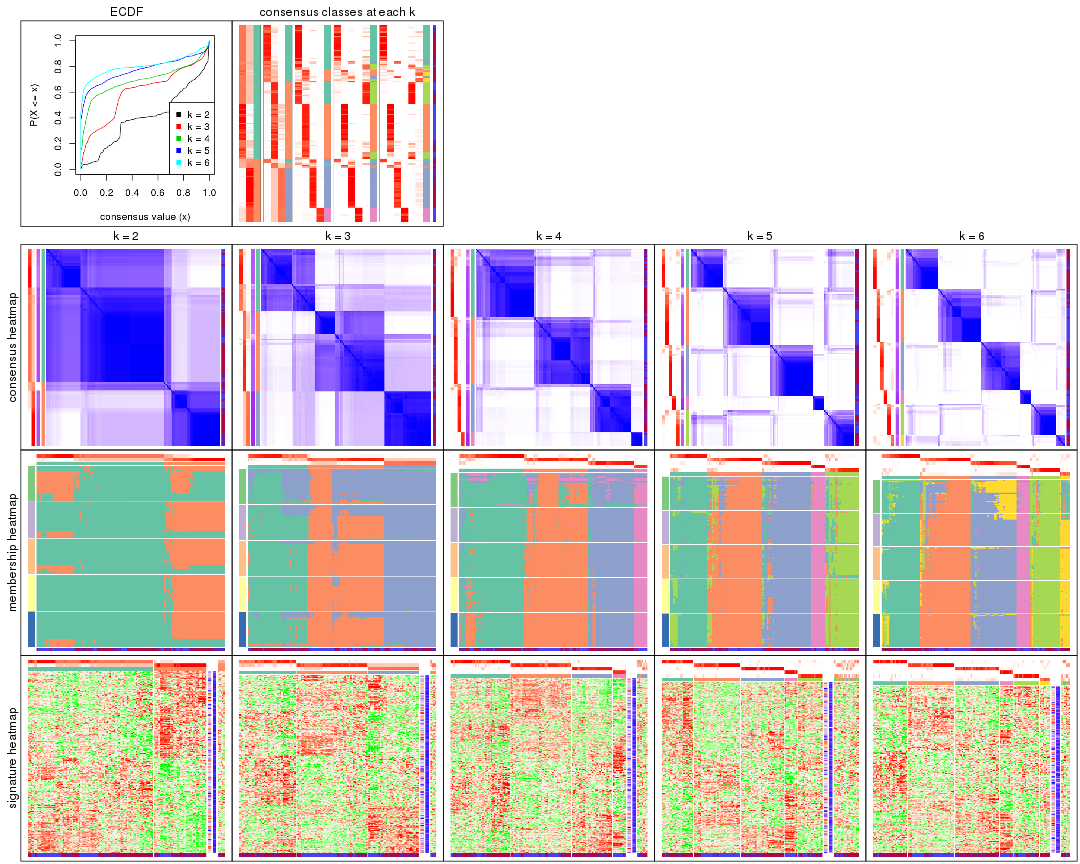 ECDF
consensus classes at each k
P(X <= x)
0.0 0.2 0.4 0.6 0.8 1.0
k = 2
k = 3
k = 4
k = 5
k = 6
0.0 0.2 0.4 0.6 0.8 1.0
consensus value (x)
k = 2
k = 3
k = 4
k = 5
k = 6
consensus heatmap
membership heatmap
signature heatmap